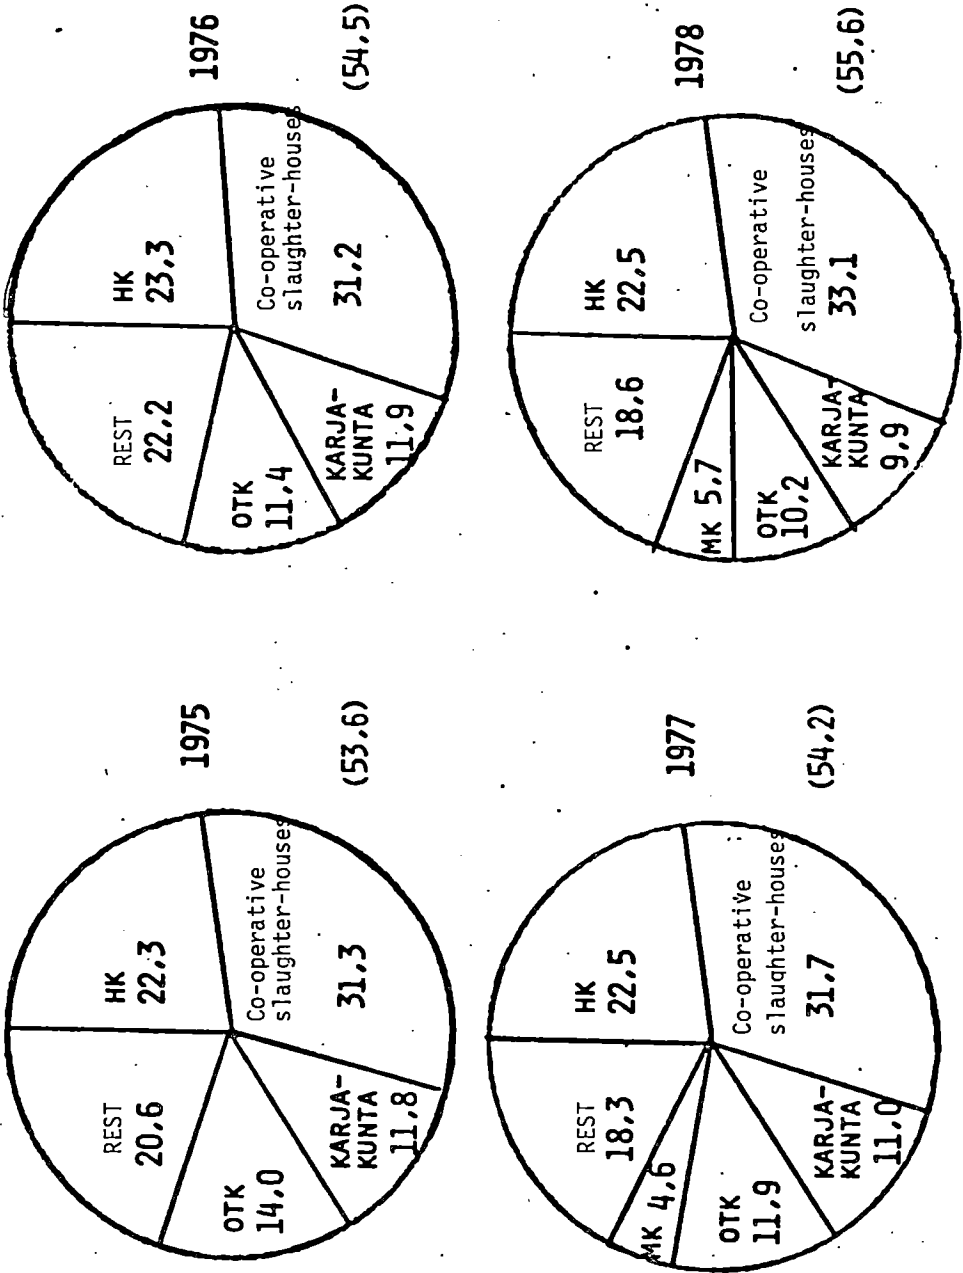 REST
20,6
HK
22,3
OTK
14,0
Co-operative
slaughter-houses
31,3
KARJA-
KUNTA
11,8
1975
(53,6)
REST
22,2
HK
23,3
OTK
11,4
Co-operative
slaughter-houses
31,2
KARJA-
KUNTA
11,9
1976
(54,5)
REST
18,3
HK
22,5
MK 4,6
OTK
11,9
Co-operative
slaughter-houses
31,7
KARJA-
KUNTA
11,0
1977
(54,2)
REST
18,6
HK
22,5
MK 5,7
OTK
10,2
Co-operative
slaughter-houses
33,1
KARJA-
KUNTA
9,9
1978
(55,6)